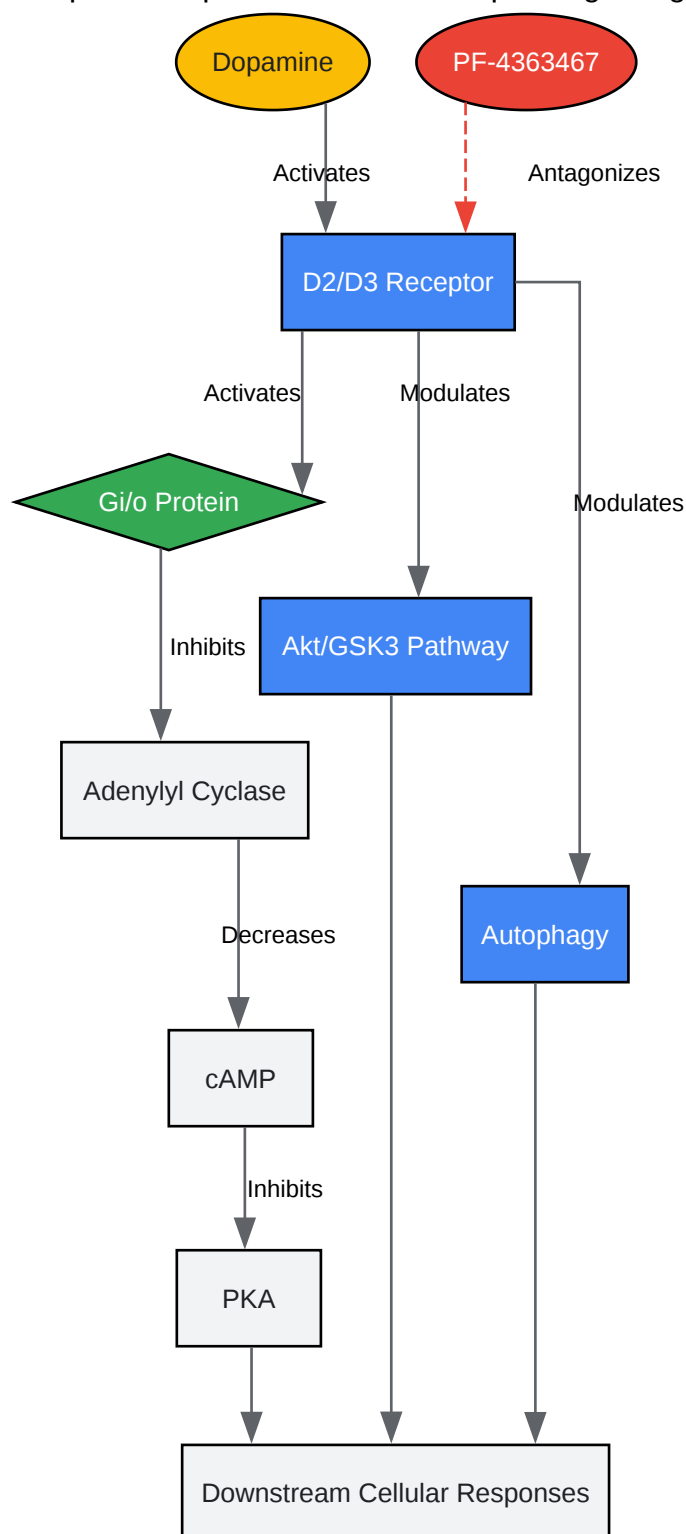 Dopamine
PF-4363467
Activates
Antagonizes
D2/D3 Receptor
Activates
Modulates
Gi/o Protein
Modulates
Inhibits
Akt/GSK3 Pathway
Adenylyl Cyclase
Decreases
Autophagy
cAMP
Inhibits
PKA
Downstream Cellular Responses